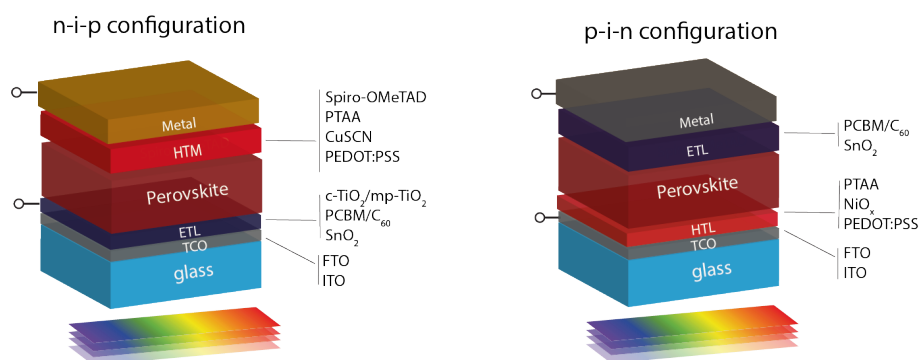 n-i-p configuration
Metal
HTM
Perovskite
ETL
TCO
glass
Spiro-OMeTAD
PTAA
CuSCN
PEDOT:PSS
c-TiO₂/mp-TiO₂
PCBM/C₆₀
SnO₂
FTO
ITO
p-i-n configuration
Metal
ETL
Perovskite
HTL
TCO
glass
PCBM/C₆₀
SnO₂
PTAA
NiOₓ
PEDOT:PSS
FTO
ITO